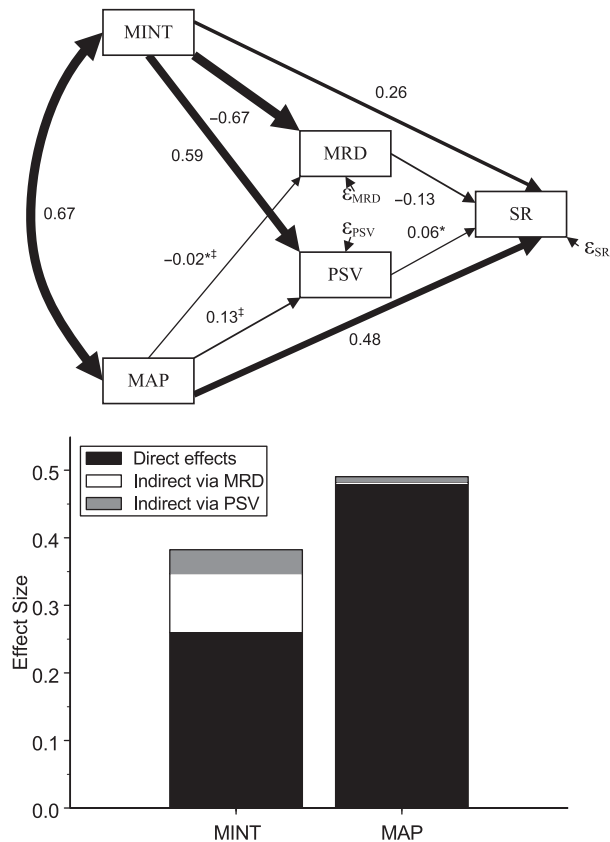 MINT
0.26
−0.67
MRD
0.59
εMRD
−0.13
SR
0.67
εPSV
0.06*
εSR
−0.02*‡
PSV
0.13‡
0.48
MAP
Direct effects
Indirect via MRD
Indirect via PSV
Effect Size
0.5
0.4
0.3
0.2
0.1
0.0
MINT
MAP